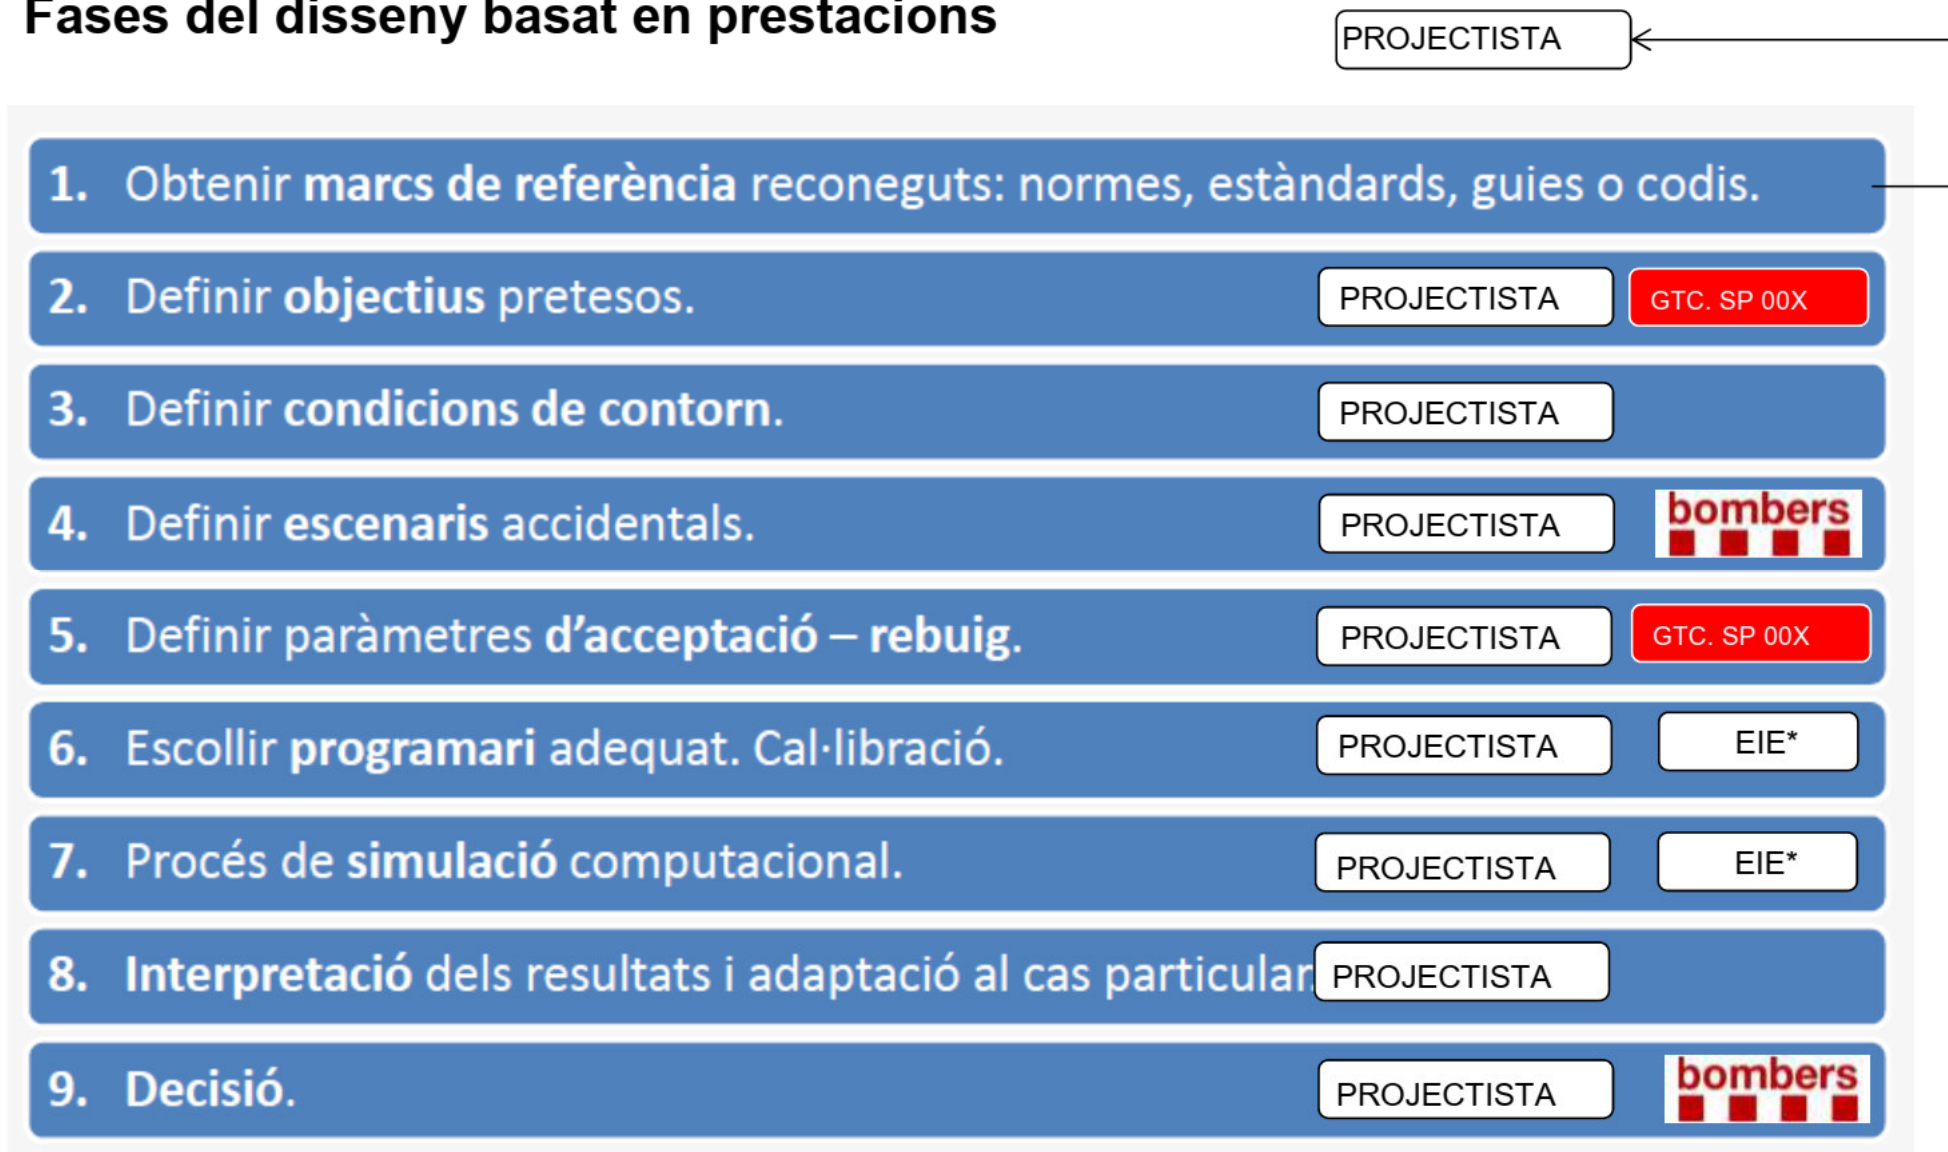 Fases del disseny basat en prestacions
PROJECTISTA
1. Obtenir marcs de referència reconeguts: normes, estàndards, guies o codis.
2. Definir objectius pretesos. PROJECTISTA GTC. SP 00X
3. Definir condicions de contorn. PROJECTISTA
4. Definir escenaris accidentals. PROJECTISTA bombers
5. Definir paràmetres d’acceptació – rebuig. PROJECTISTA GTC. SP 00X
6. Escollir programari adequat. Cal·libració. PROJECTISTA EIE*
7. Procés de simulació computacional. PROJECTISTA EIE*
8. Interpretació dels resultats i adaptació al cas particular. PROJECTISTA
9. Decisió. PROJECTISTA bombers